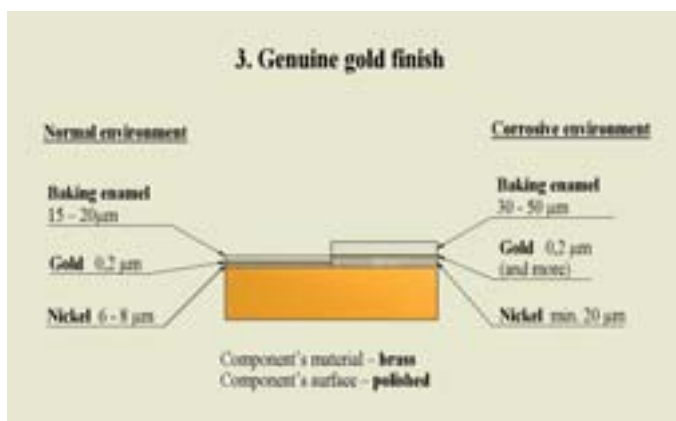 3. Genuine gold finish
Normal environment
Corrosive environment
Baking enamel
15 – 20µm
Gold 0,2 µm
Nickel 6 - 8 µm
Baking enamel
30 - 50 µm
Gold 0,2 µm
(and more)
Nickel min. 20 µm
Component's material – brass
Component's surface – polished